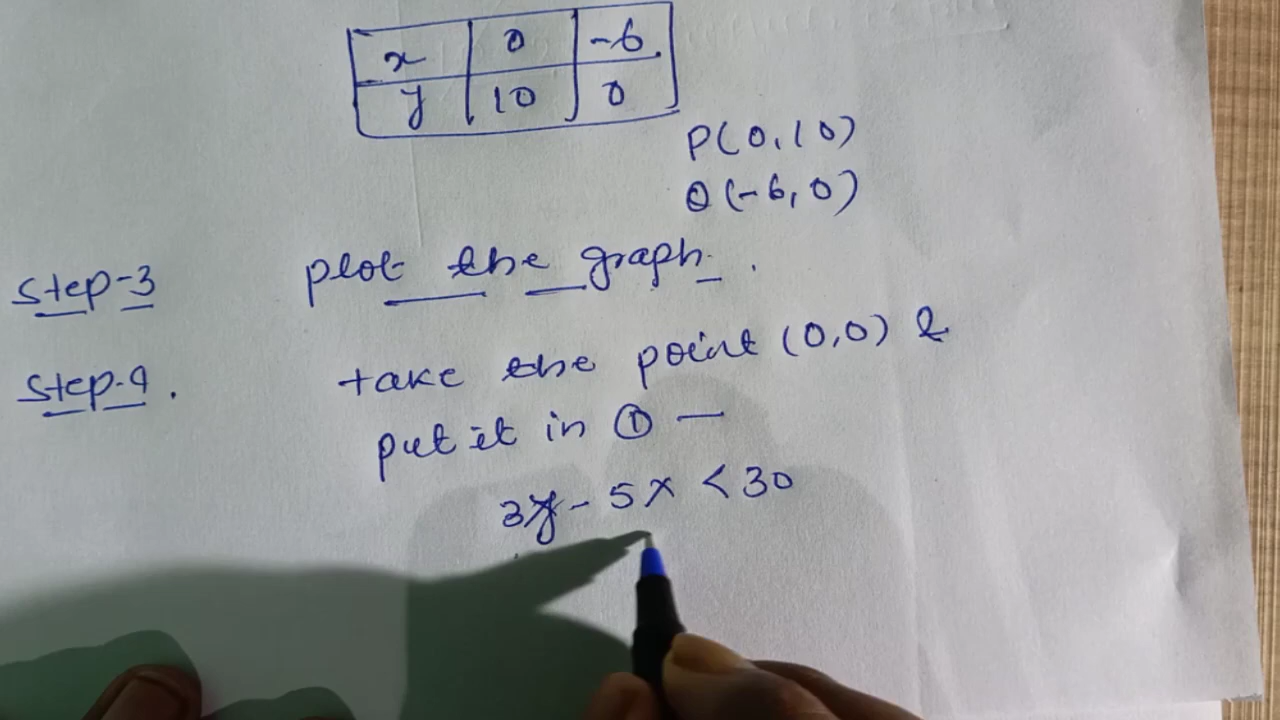 x 0 -6.
y 10 0
P(0,10)
Q(-6,0)
Step-3 plot the graph.
Step-4. take the point (0,0) &
put it in ① —
3y - 5x < 30